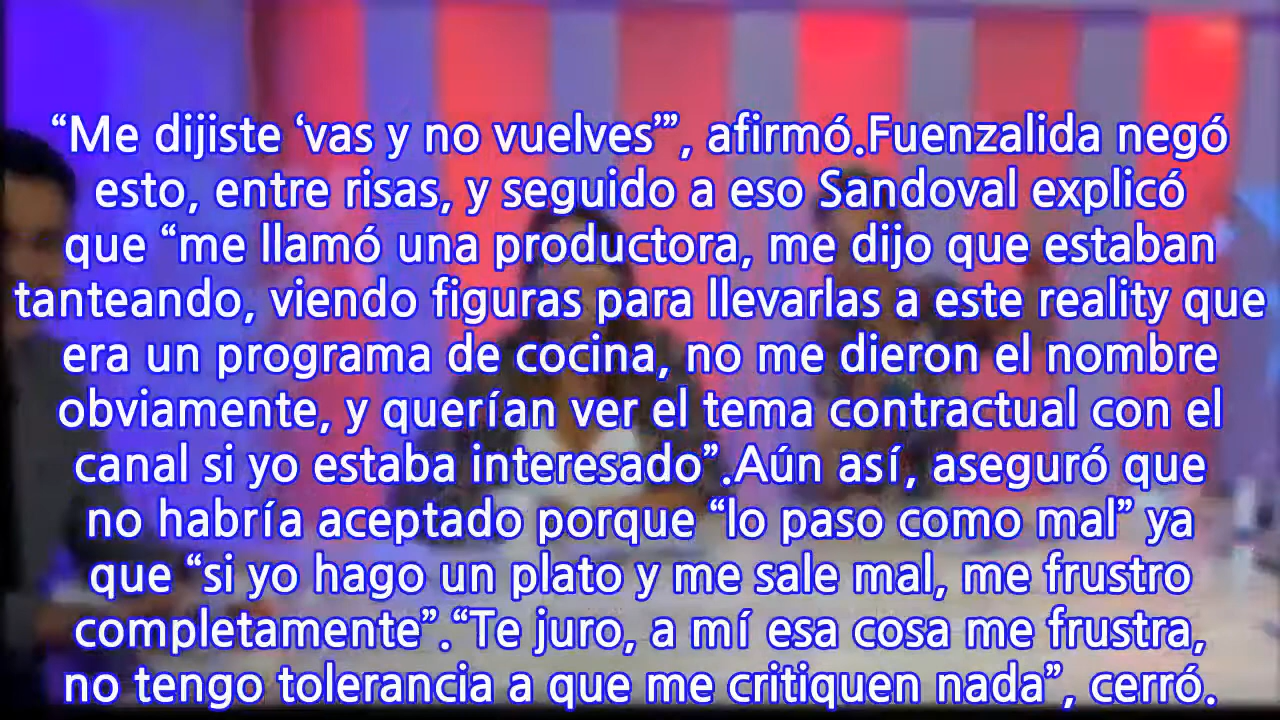 “Me dijiste ‘vas y no vuelves’”, afirmó.Fuenzalida negó
esto, entre risas, y seguido a eso Sandoval explicó
que “me llamó una productora, me dijo que estaban
tanteando, viendo figuras para llevarlas a este reality que
era un programa de cocina, no me dieron el nombre
obviamente, y querían ver el tema contractual con el
canal si yo estaba interesado”.Aún así, aseguró que
no habría aceptado porque “lo paso como mal” ya
que “si yo hago un plato y me sale mal, me frustro
completamente”.“Te juro, a mí esa cosa me frustra,
no tengo tolerancia a que me critiquen nada”, cerró.